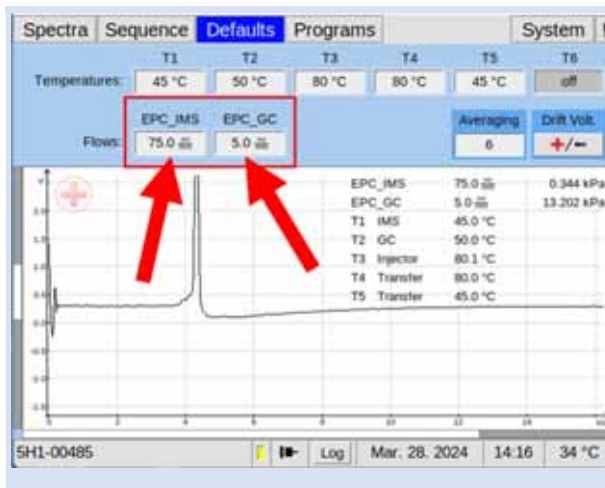 Spectra Sequence Defaults Programs System
T1 T2 T3 T4 T5 T6
Temperatures: 45 °C 50 °C 80 °C 80 °C 45 °C off
EPC_IMS EPC_GC Averaging Drift Volt.
Flows: 75.0 5.0 6 +/-
EPC_IMS 75.0 0.344 kPa
EPC_GC 5.0 13.202 kPa
T1 IMS 45.0 °C
T2 GC 50.0 °C
T3 Injector 80.1 °C
T4 Transfer 80.0 °C
T5 Transfer 45.0 °C
5H1-00485 Log Mar. 28. 2024 14:16 34 °C